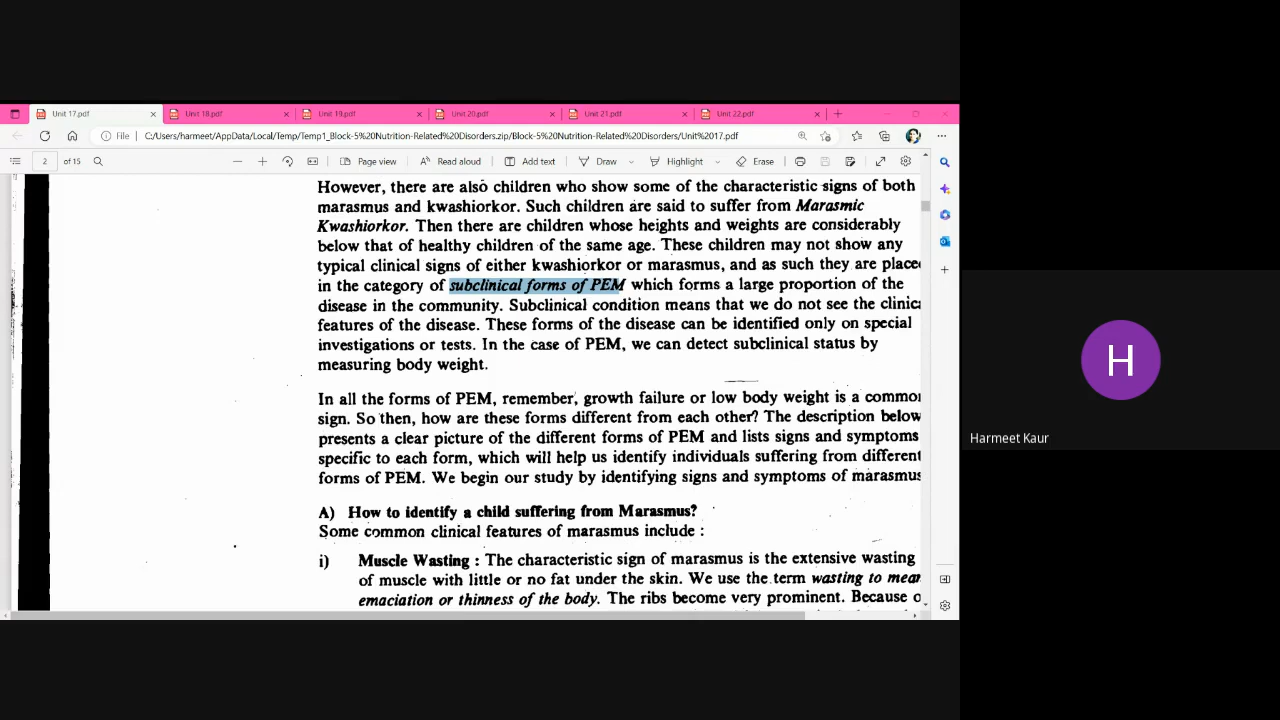 Unit 17.pdf
Unit 18.pdf
Unit 19.pdf
Unit 20.pdf
Unit 21.pdf
Unit 22.pdf
File C:/Users/harmeet/AppData/Local/Temp/Temp1_Block-5%20Nutrition-Related%20Disorders.zip/Block-5%20Nutrition-Related%20Disorders/Unit%2017.pdf
2 of 15 Page view Read aloud Add text Draw Highlight Erase
However, there are also children who show some of the characteristic signs of both
marasmus and kwashiorkor. Such children are said to suffer from Marasmic
Kwashiorkor. Then there are children whose heights and weights are considerably
below that of healthy children of the same age. These children may not show any
typical clinical signs of either kwashiorkor or marasmus, and as such they are place
in the category of subclinical forms of PEM which forms a large proportion of the
disease in the community. Subclinical condition means that we do not see the clinica
features of the disease. These forms of the disease can be identified only on special
investigations or tests. In the case of PEM, we can detect subclinical status by
measuring body weight.
In all the forms of PEM, remember, growth failure or low body weight is a commo
sign. So then, how are these forms different from each other? The description below
presents a clear picture of the different forms of PEM and lists signs and symptoms
specific to each form, which will help us identify individuals suffering from different
forms of PEM. We begin our study by identifying signs and symptoms of marasmus
A) How to identify a child suffering from Marasmus?
Some common clinical features of marasmus include :
i) Muscle Wasting : The characteristic sign of marasmus is the extensive wasting
of muscle with little or no fat under the skin. We use the term wasting to mean
emaciation or thinness of the body. The ribs become very prominent. Because o
H
Harmeet Kaur